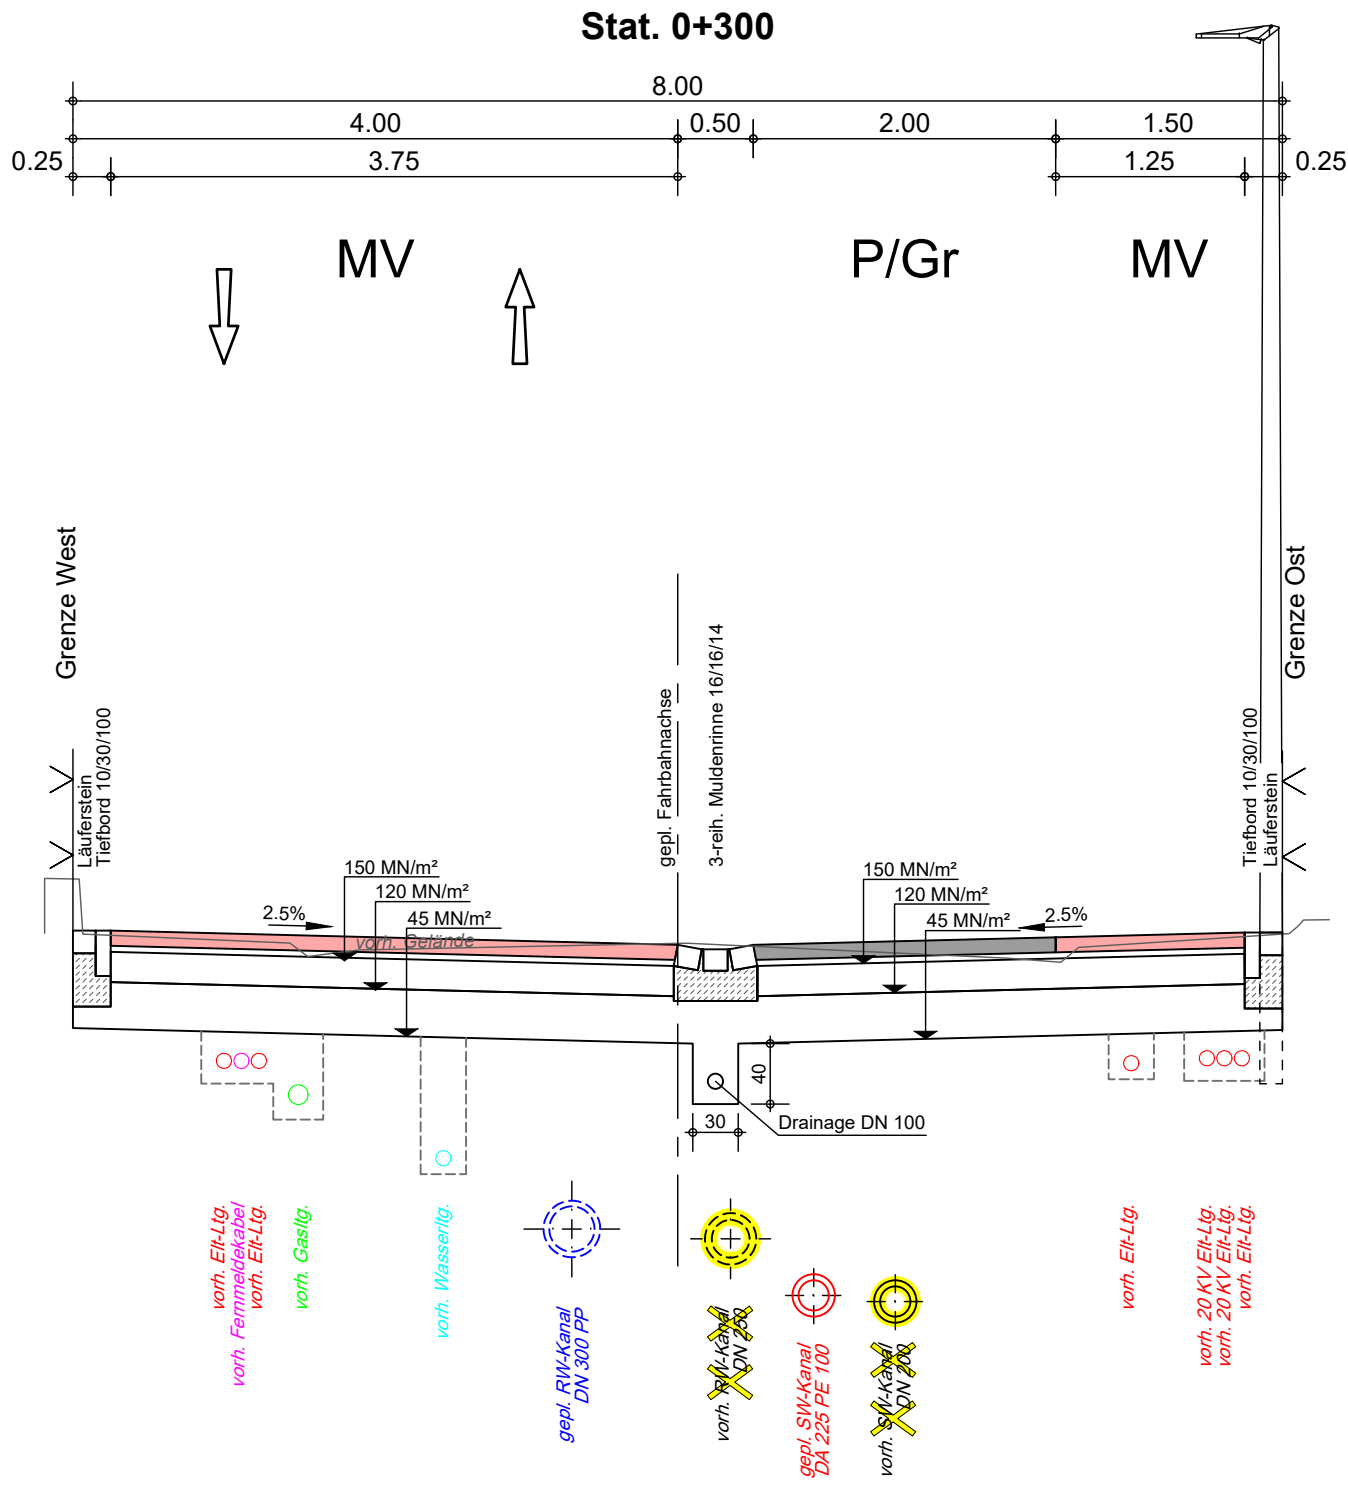 Stat. 0+300
8.00
4.00
0.50
2.00
1.50
0.25
3.75
1.25
0.25
MV
P/Gr
MV
Grenze West
Grenze Ost
Läuferstein
Tiefbord 10/30/100
gepl. Fahrbahnachse
3-reih. Muldenrinne 16/16/14
Tiefbord 10/30/100
Läuferstein
150 MN/m²
120 MN/m²
45 MN/m²
2.5%
vorh. Gelände
150 MN/m²
120 MN/m²
45 MN/m²
2.5%
40
30
Drainage DN 100
vorh. Elt-Ltg.
vorh. Fernmeldekabel
vorh. Elt-Ltg.
vorh. Gasltg.
vorh. Wasserltg.
gepl. RW-Kanal
DN 300 PP
vorh. RW-Kanal
DN 250
gepl. SW-Kanal
DA 225 PE 100
vorh. SW-Kanal
DN 200
vorh. Elt-Ltg.
vorh. 20 KV Elt-Ltg.
vorh. 20 KV Elt-Ltg.
vorh. Elt-Ltg.